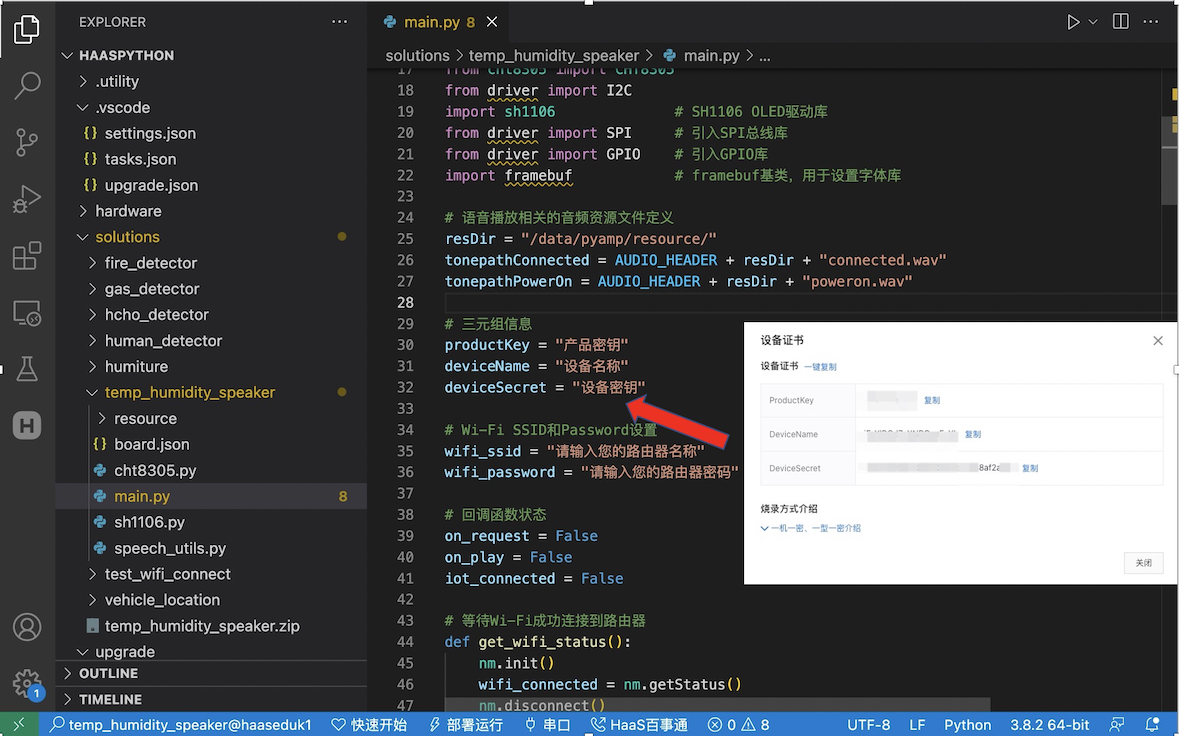 EXPLORER
HAASPYTHON
.utility
.vscode
{} settings.json
{} tasks.json
{} upgrade.json
hardware
solutions
fire_detector
gas_detector
hcho_detector
human_detector
humiture
temp_humidity_speaker
resource
{} board.json
cht8305.py
main.py 8
sh1106.py
speech_utils.py
test_wifi_connect
vehicle_location
temp_humidity_speaker.zip
upgrade
OUTLINE
TIMELINE
H
1
main.py 8
solutions > temp_humidity_speaker > main.py > ...
17 from cht8305 import CHT8305
18 from driver import I2C
19 import sh1106 # SH1106 OLED驱动库
20 from driver import SPI # 引入SPI总线库
21 from driver import GPIO # 引入GPIO库
22 import framebuf # framebuf基类，用于设置字体库
23
24 # 语音播放相关的音频资源文件定义
25 resDir = "/data/pyamp/resource/"
26 tonepathConnected = AUDIO_HEADER + resDir + "connected.wav"
27 tonepathPowerOn = AUDIO_HEADER + resDir + "poweron.wav"
28
29 # 三元组信息
30 productKey = "产品密钥"
31 deviceName = "设备名称"
32 deviceSecret = "设备密钥"
33
34 # Wi-Fi SSID和Password设置
35 wifi_ssid = "请输入您的路由器名称"
36 wifi_password = "请输入您的路由器密码"
37
38 # 回调函数状态
39 on_request = False
40 on_play = False
41 iot_connected = False
42
43 # 等待Wi-Fi成功连接到路由器
44 def get_wifi_status():
45 nm.init()
46 wifi_connected = nm.getStatus()
47 nm.disconnect()
设备证书
设备证书 一键复制
ProductKey 复制
DeviceName 复制
DeviceSecret 8af2a 复制
烧录方式介绍
一机一密、一型一密介绍
关闭
temp_humidity_speaker@haaseduk1 快速开始 部署运行 串口 HaaS百事通 0 8 UTF-8 LF Python 3.8.2 64-bit